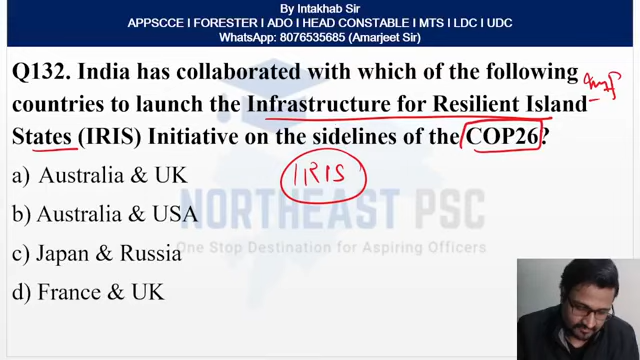 By Intakhab Sir
APPSCCE I FORESTER I ADO I HEAD CONSTABLE I MTS I LDC I UDC
WhatsApp: 8076535685 (Amarjeet Sir)
Q132. India has collaborated with which of the following
countries to launch the Infrastructure for Resilient Island
States (IRIS) Initiative on the sidelines of the COP26?
a) Australia & UK
IRIS
b) Australia & USA
NORTHEAST PSC
One Stop Destination for Aspiring Officers
c) Japan & Russia
d) France & UK